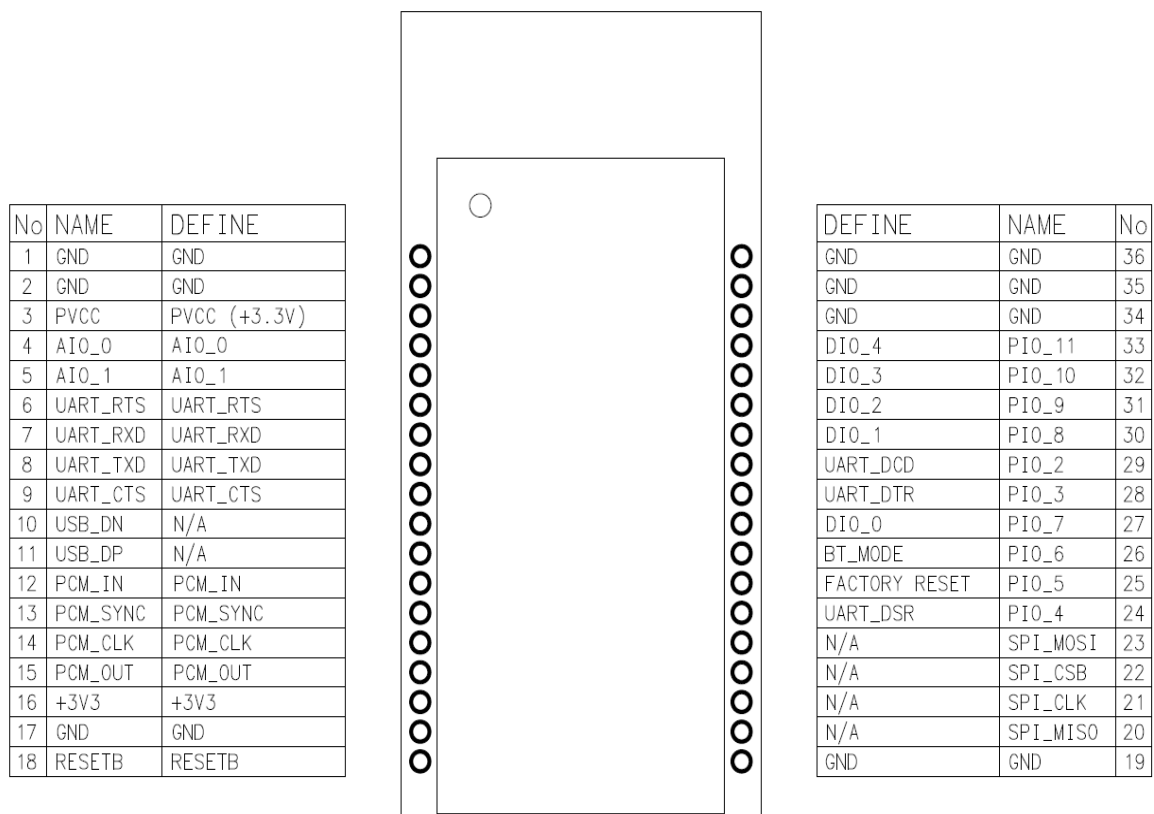 No NAME DEFINE
1 GND GND
2 GND GND
3 PVCC PVCC (+3.3V)
4 AIO_0 AIO_0
5 AIO_1 AIO_1
6 UART_RTS UART_RTS
7 UART_RXD UART_RXD
8 UART_TXD UART_TXD
9 UART_CTS UART_CTS
10 USB_DN N/A
11 USB_DP N/A
12 PCM_IN PCM_IN
13 PCM_SYNC PCM_SYNC
14 PCM_CLK PCM_CLK
15 PCM_OUT PCM_OUT
16 +3V3 +3V3
17 GND GND
18 RESETB RESETB
DEFINE NAME No
GND GND 36
GND GND 35
GND GND 34
DIO_4 PIO_11 33
DIO_3 PIO_10 32
DIO_2 PIO_9 31
DIO_1 PIO_8 30
UART_DCD PIO_2 29
UART_DTR PIO_3 28
DIO_0 PIO_7 27
BT_MODE PIO_6 26
FACTORY RESET PIO_5 25
UART_DSR PIO_4 24
N/A SPI_MOSI 23
N/A SPI_CSB 22
N/A SPI_CLK 21
N/A SPI_MISO 20
GND GND 19